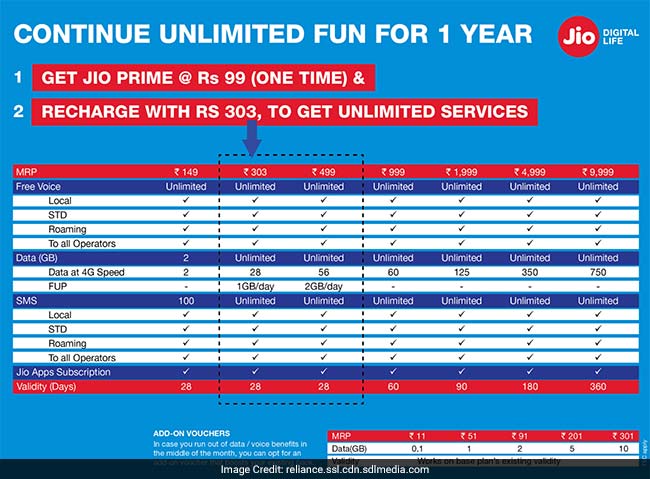 CONTINUE UNLIMITED FUN FOR 1 YEAR
Jio DIGITAL LIFE
1 GET JIO PRIME @ Rs 99 (ONE TIME) &
2 RECHARGE WITH RS 303, TO GET UNLIMITED SERVICES
MRP ₹ 149 ₹ 303 ₹ 499 ₹ 999 ₹ 1,999 ₹ 4,999 ₹ 9,999
Free Voice Unlimited Unlimited Unlimited Unlimited Unlimited Unlimited Unlimited
Local ✓ ✓ ✓ ✓ ✓ ✓ ✓
STD ✓ ✓ ✓ ✓ ✓ ✓ ✓
Roaming ✓ ✓ ✓ ✓ ✓ ✓ ✓
To all Operators ✓ ✓ ✓ ✓ ✓ ✓ ✓
Data (GB) 2 Unlimited Unlimited Unlimited Unlimited Unlimited Unlimited
Data at 4G Speed 2 28 56 60 125 350 750
FUP - 1GB/day 2GB/day - - - -
SMS 100 Unlimited Unlimited Unlimited Unlimited Unlimited Unlimited
Local ✓ ✓ ✓ ✓ ✓ ✓ ✓
STD ✓ ✓ ✓ ✓ ✓ ✓ ✓
Roaming ✓ ✓ ✓ ✓ ✓ ✓ ✓
To all Operators ✓ ✓ ✓ ✓ ✓ ✓ ✓
Jio Apps Subscription ✓ ✓ ✓ ✓ ✓ ✓ ✓
Validity (Days) 28 28 28 60 90 180 360
ADD-ON VOUCHERS
In case you run out of data / voice benefits in
the middle of the month, you can opt for an
add-on voucher that
MRP ₹ 11 ₹ 51 ₹ 91 ₹ 201 ₹ 301
Data(GB) 0.1 1 2 5 10
Validity Works on base plan's existing validity
apply
Image Credit: reliance.ssl.cdn.sdlmedia.com